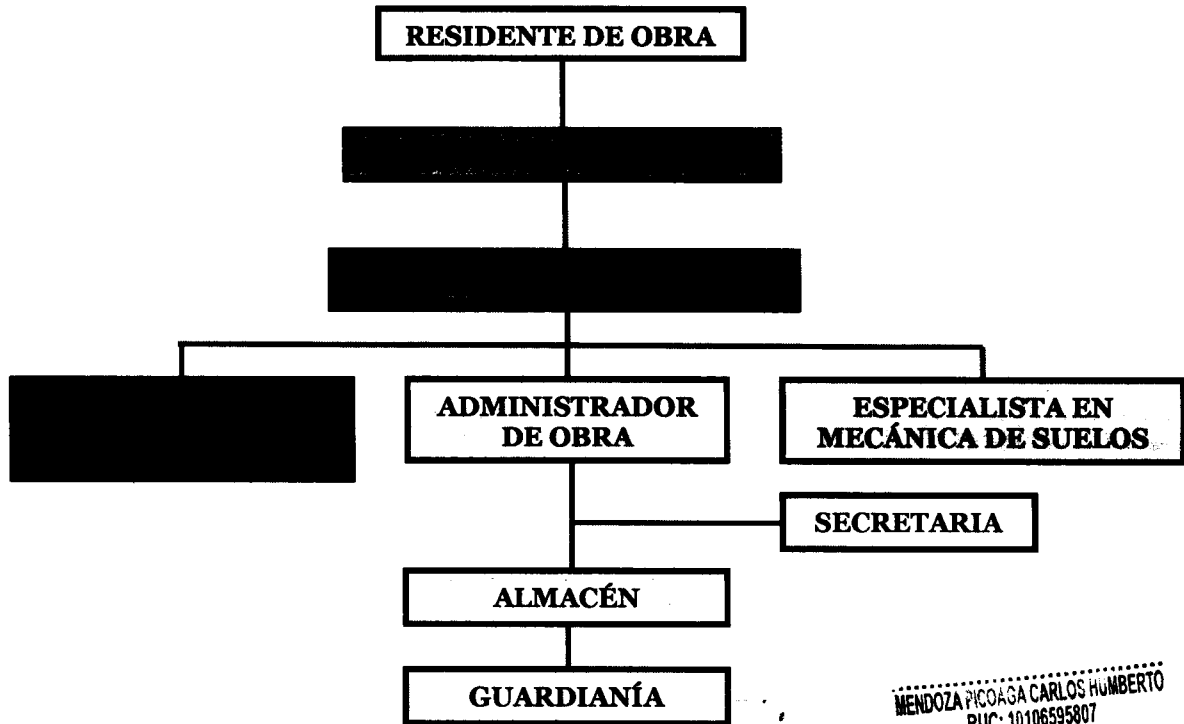 RESIDENTE DE OBRA
ADMINISTRADOR
DE OBRA
ESPECIALISTA EN
MECÁNICA DE SUELOS
SECRETARIA
ALMACÉN
GUARDIANÍA
MENDOZA PICOAGA CARLOS HUMBERTO
RUC: 10106595807